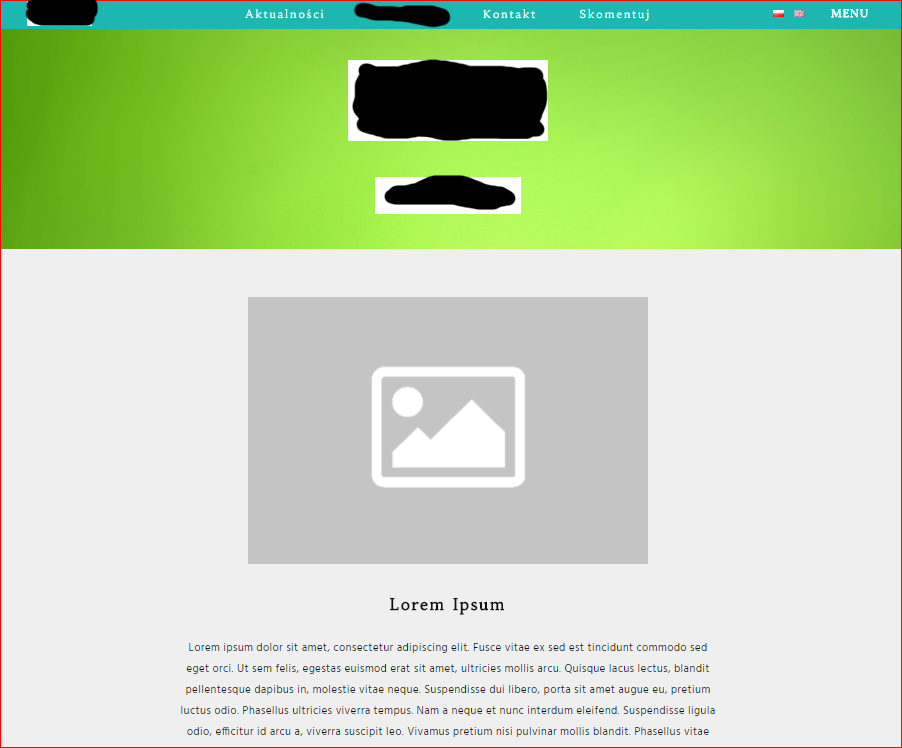 Aktualności Kontakt Skomentuj MENU
Lorem Ipsum
Lorem ipsum dolor sit amet, consectetur adipiscing elit. Fusce vitae ex sed est tincidunt commodo sed
eget orci. Ut sem felis, egestas euismod erat sit amet, ultricies mollis arcu. Quisque lacus lectus, blandit
pellentesque dapibus in, molestie vitae neque. Suspendisse dui libero, porta sit amet augue eu, pretium
luctus odio. Phasellus ultricies viverra tempus. Nam a neque et nunc interdum eleifend. Suspendisse ligula
odio, efficitur id arcu a, viverra suscipit leo. Vivamus pretium nisi pulvinar mollis blandit. Phasellus vitae